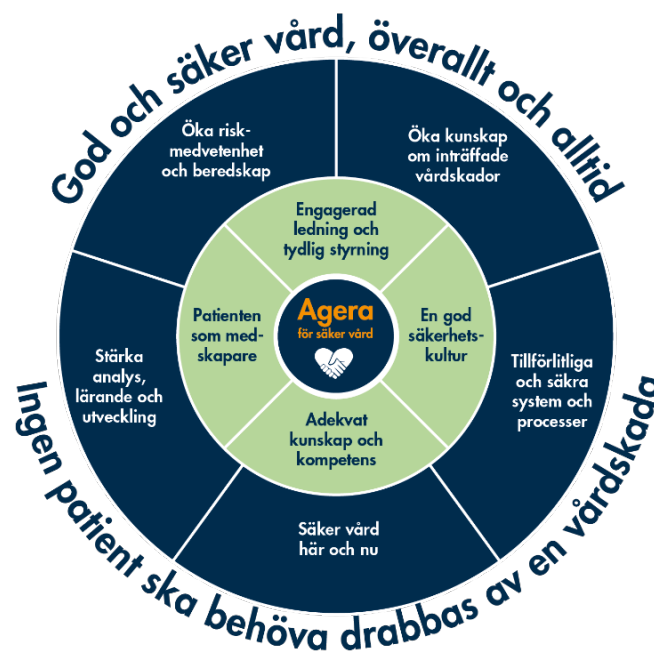 God och säker vård, överallt och alltid
Öka risk-
medvetenhet
och beredskap
Öka kunskap
om inträffade
vårdskador
Engagerad
ledning och
tydlig styrning
Patienten
som med-
skapare
Agera
för säker vård
En god
säkerhets-
kultur
Stärka
analys,
lärande och
utveckling
Tillförlitliga
och säkra
system och
processer
Adekvat
kunskap och
kompetens
Säker vård
här och nu
Ingen patient ska behöva drabbas av en vårdskada